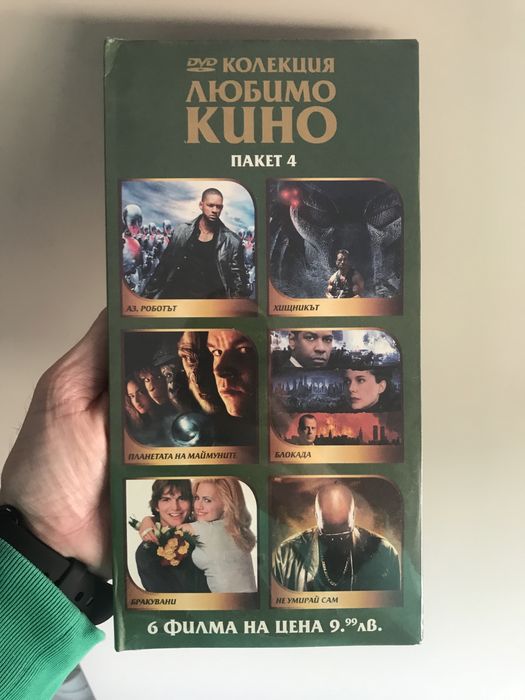 DVD КОЛЕКЦИЯ
ЛЮБИМО
КИНО
ПАКЕТ 4
АЗ, РОБОТЪТ
ХИЩНИКЪТ
ПЛАНЕТАТА НА МАЙМУНИТЕ
БЛОКАДА
БРАКУВАНИ
НЕ УМИРАЙ САМ
6 ФИЛМА НА ЦЕНА 9.99лв.